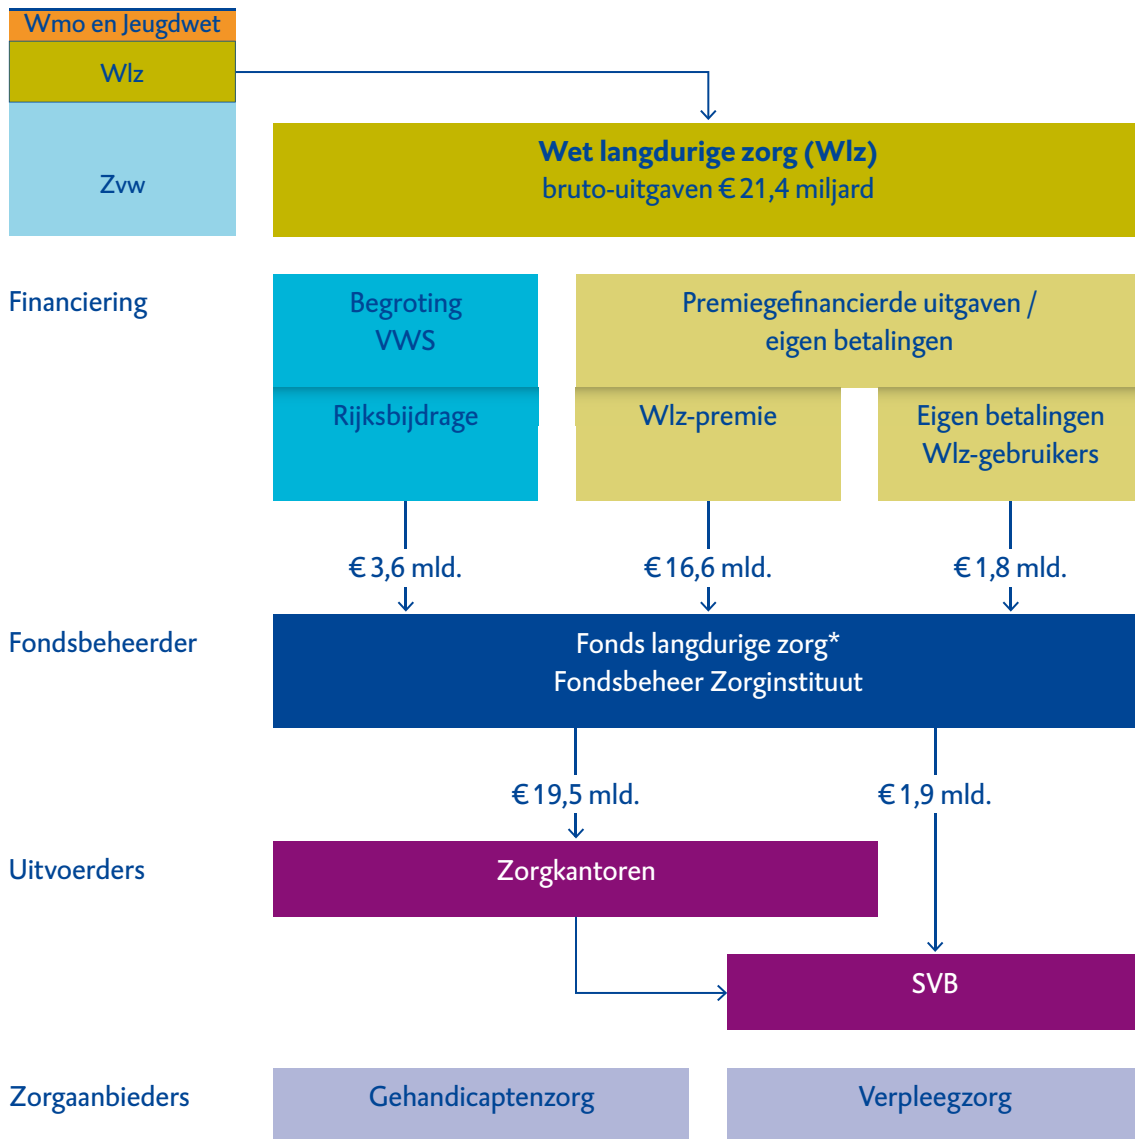 Wmo en Jeugdwet
Wlz
Zvw
Wet langdurige zorg (Wlz)
bruto-uitgaven € 21,4 miljard
Financiering
Begroting
VWS
Premiegefinancierde uitgaven /
eigen betalingen
Rijksbijdrage
Wlz-premie
Eigen betalingen
Wlz-gebruikers
€ 3,6 mld.
€ 16,6 mld.
€ 1,8 mld.
Fondsbeheerder
Fonds langdurige zorg*
Fondsbeheer Zorginstituut
€ 19,5 mld.
€ 1,9 mld.
Uitvoerders
Zorgkantoren
SVB
Zorgaanbieders
Gehandicaptenzorg
Verpleegzorg